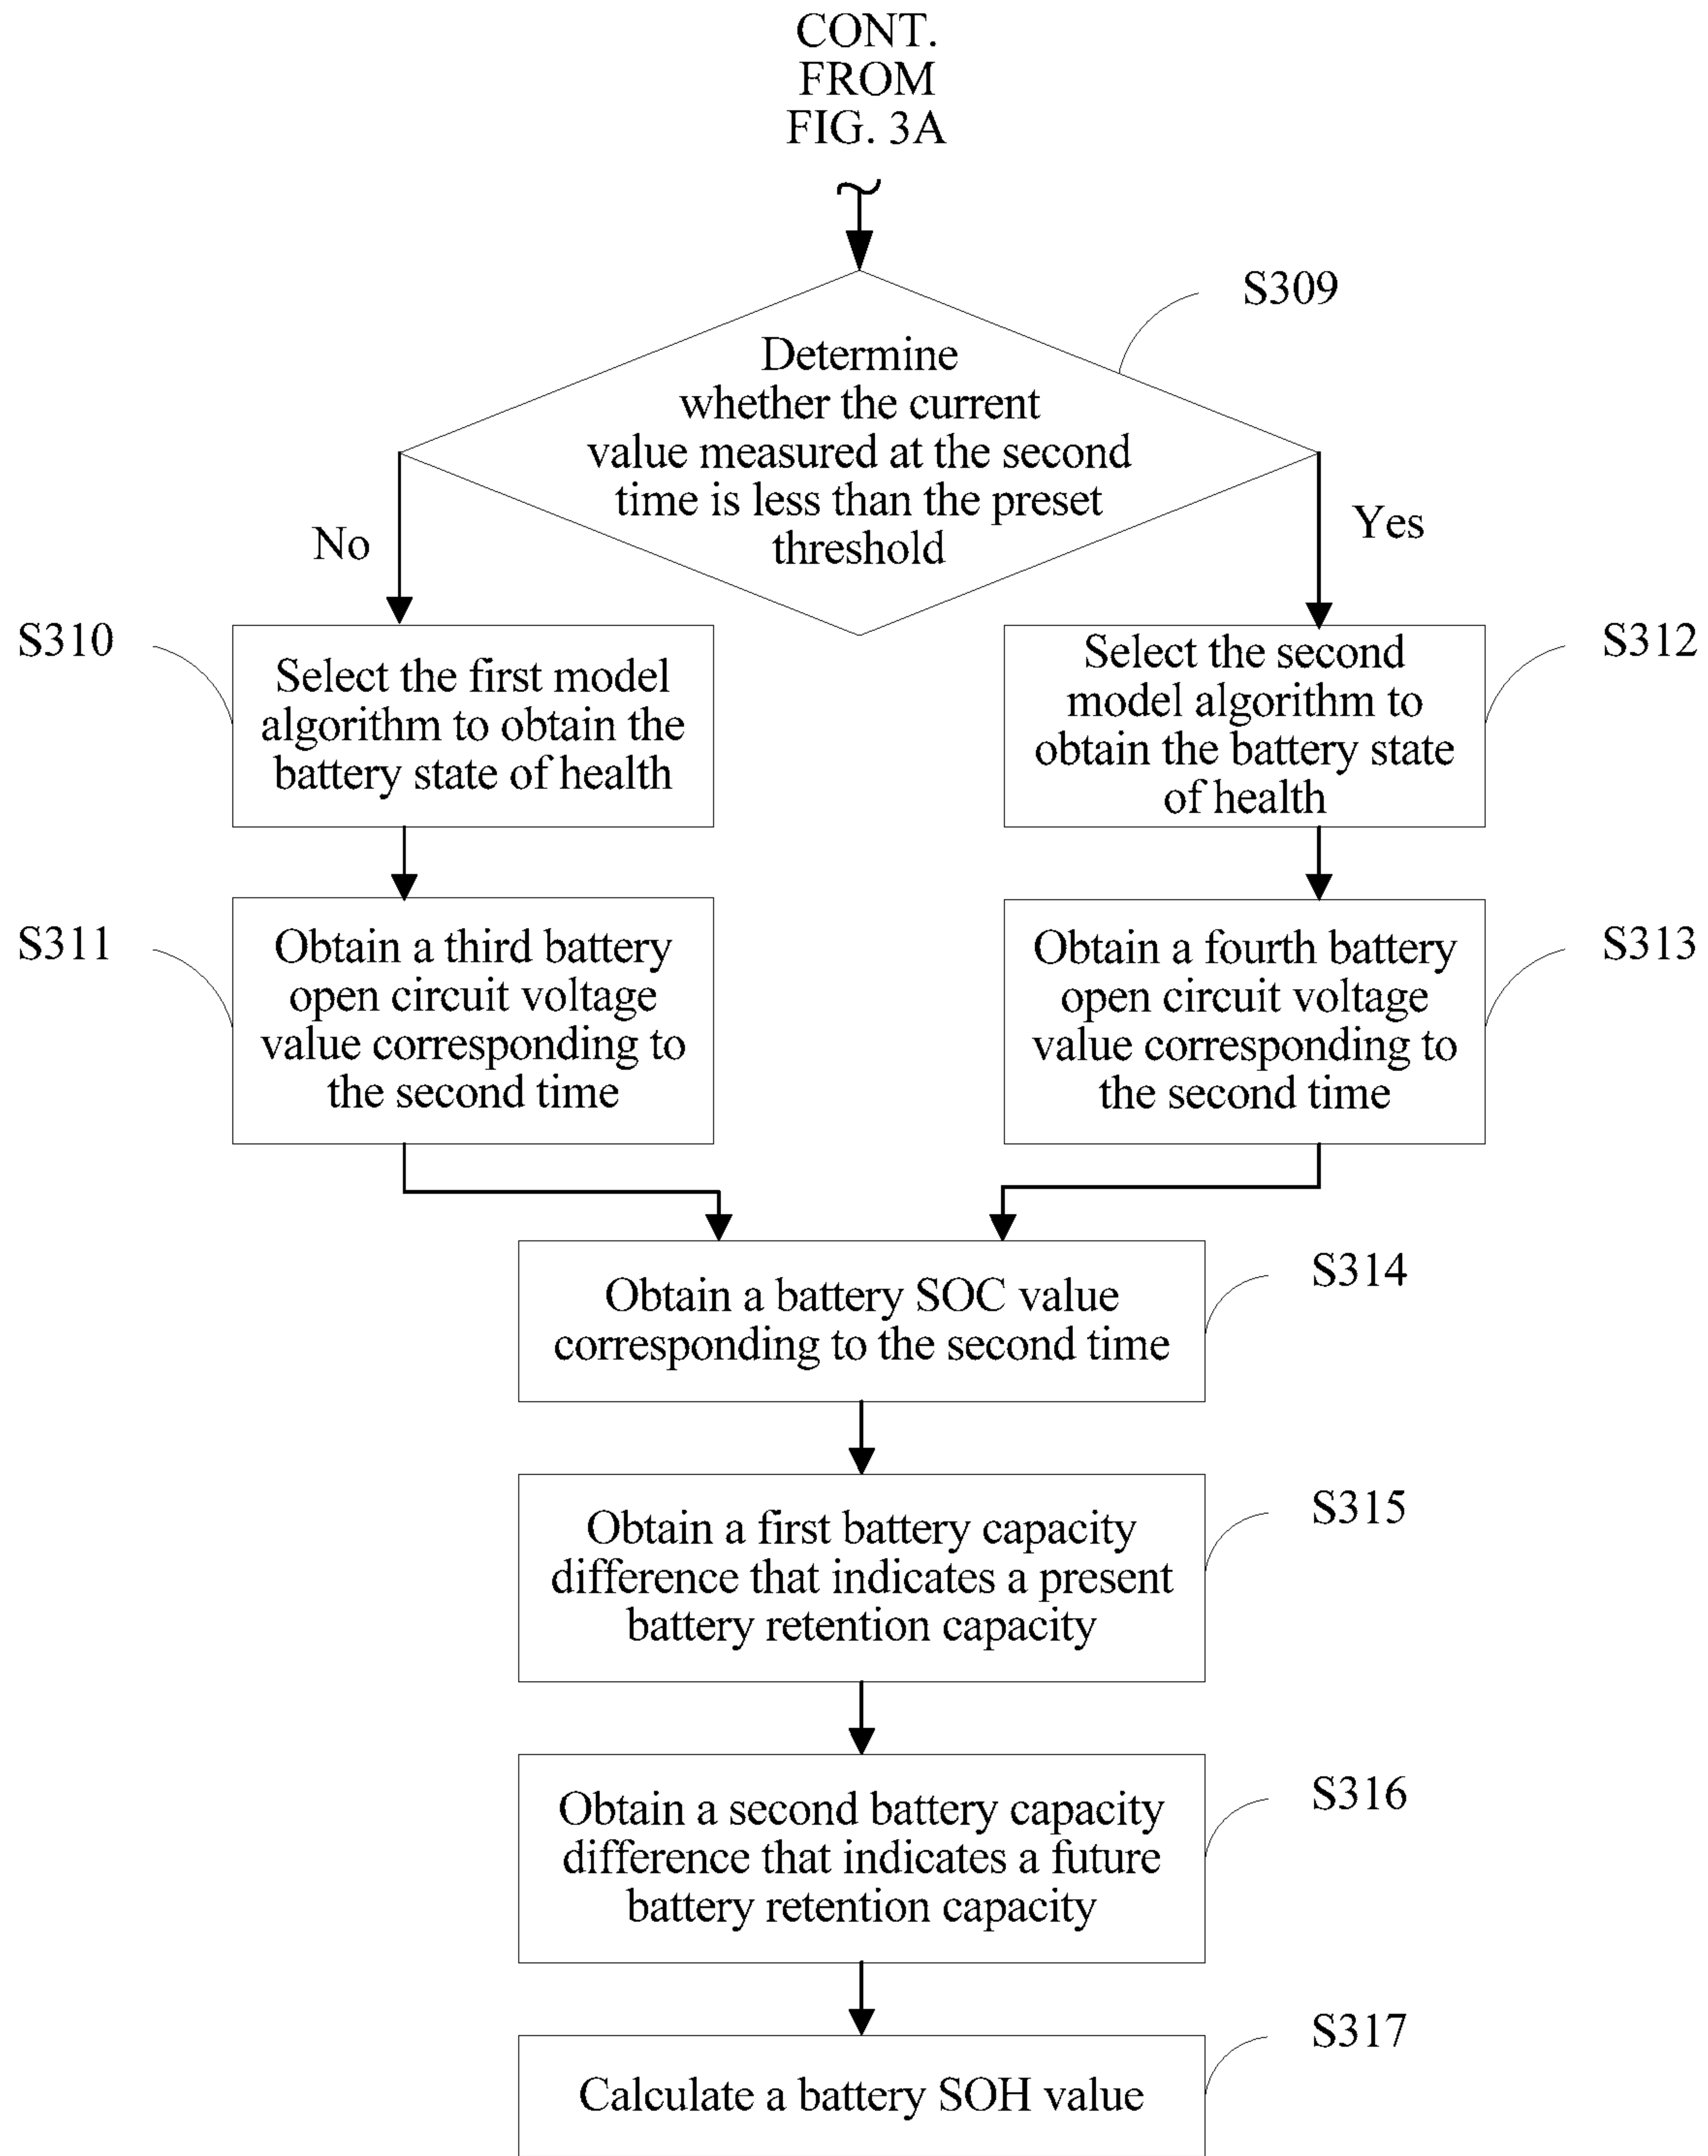 CONT.
FROM
FIG. 3A
S309
Determine
whether the current
value measured at the second
time is less than the preset
threshold
No
Yes
S310
Select the first model
algorithm to obtain the
battery state of health
S312
Select the second
model algorithm to
obtain the battery state
of health
S311
Obtain a third battery
open circuit voltage
value corresponding to
the second time
S313
Obtain a fourth battery
open circuit voltage
value corresponding to
the second time
S314
Obtain a battery SOC value
corresponding to the second time
S315
Obtain a first battery capacity
difference that indicates a present
battery retention capacity
S316
Obtain a second battery capacity
difference that indicates a future
battery retention capacity
S317
Calculate a battery SOH value